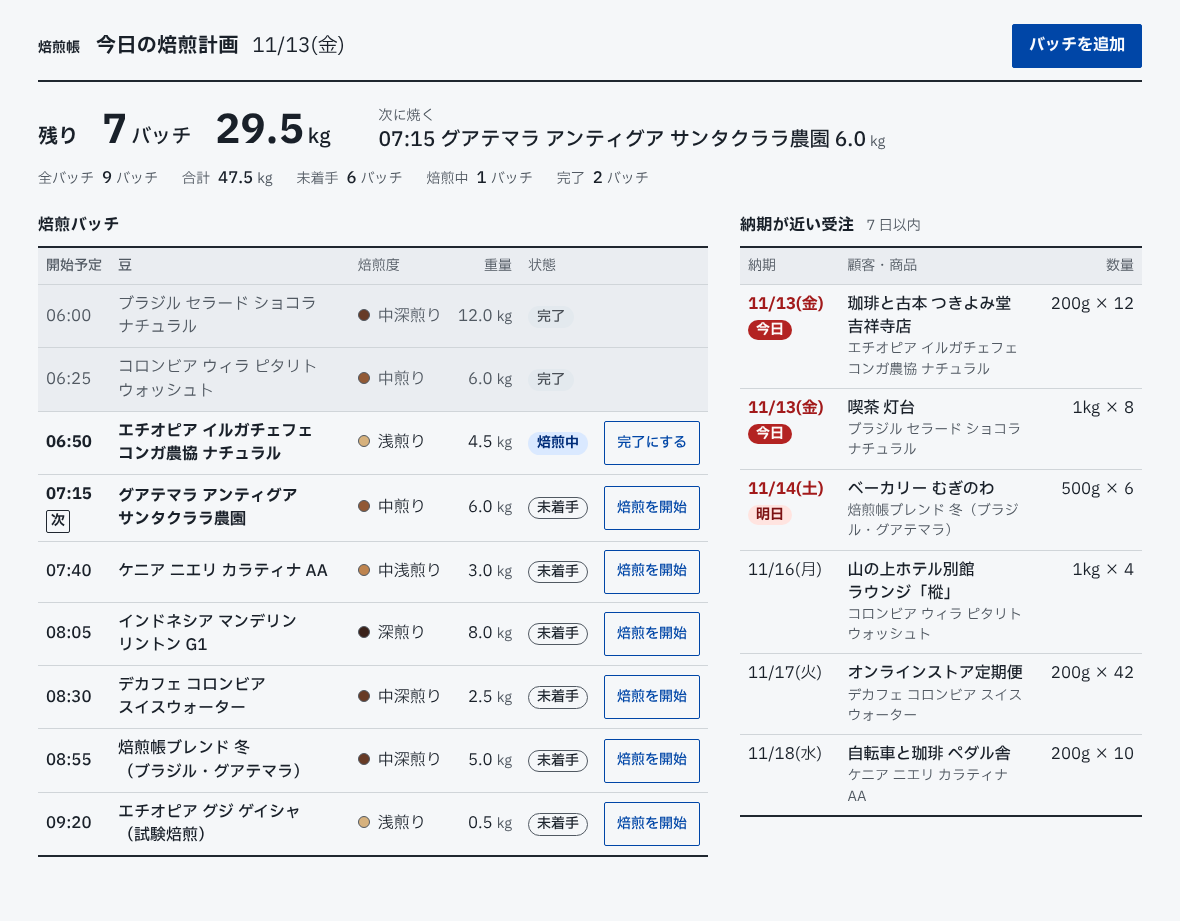 焙煎帳 今日の焙煎計画 11/13(金)
バッチを追加
残り 7 バッチ 29.5 kg
次に焼く
07:15 グアテマラ アンティグア サンタクララ農園 6.0 kg
全バッチ 9 バッチ 合計 47.5 kg 未着手 6 バッチ 焙煎中 1 バッチ 完了 2 バッチ
焙煎バッチ
開始予定 豆 焙煎度 重量 状態
06:00 ブラジル セラード ショコラ
ナチュラル
中深煎り 12.0 kg 完了
06:25 コロンビア ウィラ ピタリト
ウォッシュト
中煎り 6.0 kg 完了
06:50 エチオピア イルガチェフェ
コンガ農協 ナチュラル
浅煎り 4.5 kg 焙煎中 完了にする
07:15 次 グアテマラ アンティグア
サンタクララ農園
中煎り 6.0 kg 未着手 焙煎を開始
07:40 ケニア ニエリ カラティナ AA 中浅煎り 3.0 kg 未着手 焙煎を開始
08:05 インドネシア マンデリン
リントン G1
深煎り 8.0 kg 未着手 焙煎を開始
08:30 デカフェ コロンビア
スイスウォーター
中深煎り 2.5 kg 未着手 焙煎を開始
08:55 焙煎帳ブレンド 冬
（ブラジル・グアテマラ）
中深煎り 5.0 kg 未着手 焙煎を開始
09:20 エチオピア グジ ゲイシャ
（試験焙煎）
浅煎り 0.5 kg 未着手 焙煎を開始
納期が近い受注 7 日以内
納期 顧客・商品 数量
11/13(金) 珈琲と古本 つきよみ堂 200g × 12
今日 吉祥寺店
エチオピア イルガチェフェ
コンガ農協 ナチュラル
11/13(金) 喫茶 灯台 1kg × 8
今日 ブラジル セラード ショコラ
ナチュラル
11/14(土) ベーカリー むぎのわ 500g × 6
明日 焙煎帳ブレンド 冬（ブラジ
ル・グアテマラ）
11/16(月) 山の上ホテル別館 1kg × 4
ラウンジ「樅」
コロンビア ウィラ ピタリト
ウォッシュト
11/17(火) オンラインストア定期便 200g × 42
デカフェ コロンビア スイス
ウォーター
11/18(水) 自転車と珈琲 ペダル舎 200g × 10
ケニア ニエリ カラティナ
AA